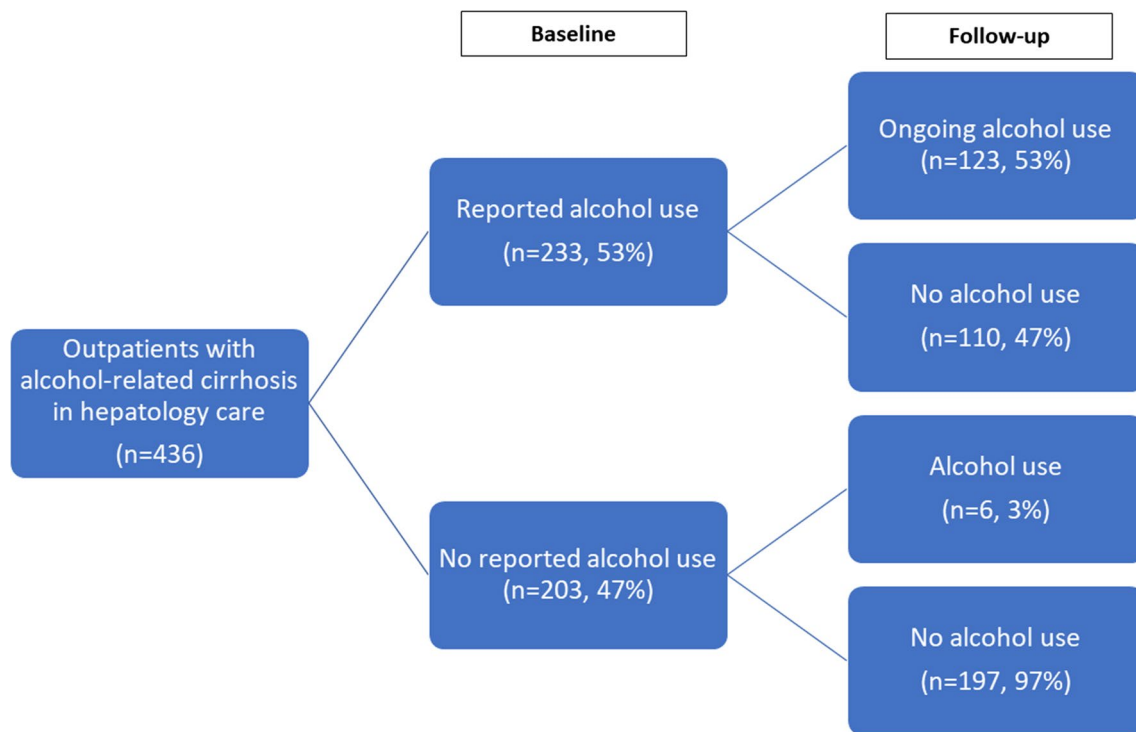 Baseline
Follow-up
Outpatients with
alcohol-related cirrhosis
in hepatology care
(n=436)
Reported alcohol use
(n=233, 53%)
No reported alcohol use
(n=203, 47%)
Ongoing alcohol use
(n=123, 53%)
No alcohol use
(n=110, 47%)
Alcohol use
(n=6, 3%)
No alcohol use
(n=197, 97%)